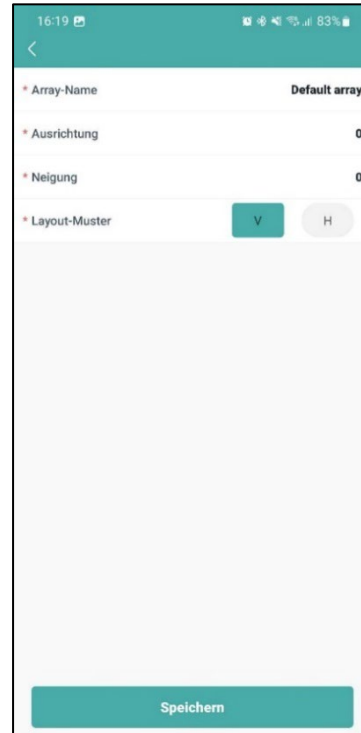 16:19 83%
* Array-Name Default array
* Ausrichtung 0
* Neigung 0
* Layout-Muster V H
Speichern